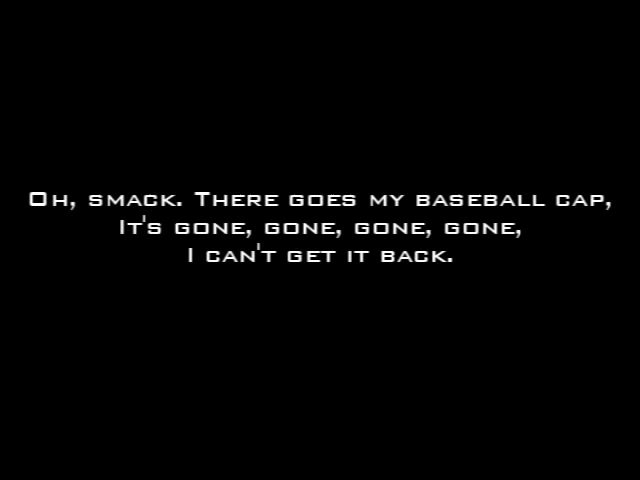 Oh, smack. There goes my baseball cap,
It's gone, gone, gone, gone,
I can't get it back.